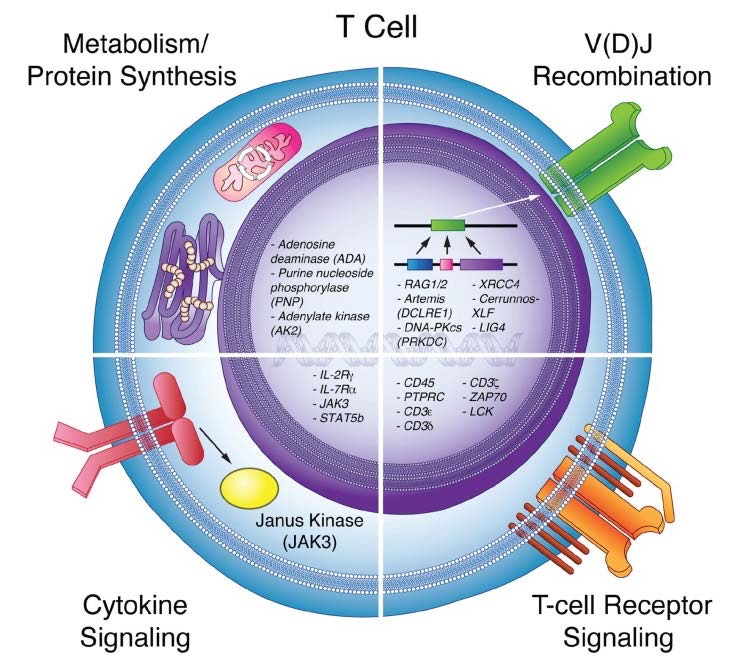 T Cell
Metabolism/
Protein Synthesis
V(D)J
Recombination
- Adenosine
deaminase (ADA)
- Purine nucleoside
phosphorylase
(PNP)
- Adenylate kinase
(AK2)
- RAG1/2
- Artemis
(DCLRE1)
- DNA-PKcs
(PRKDC)
- XRCC4
- Cerrunnos-
XLF
- LIG4
- IL-2Rγ
- IL-7Rα
- JAK3
- STAT5b
- CD45
- PTPRC
- CD3ε
- CD3δ
- CD3ζ
- ZAP70
- LCK
Janus Kinase
(JAK3)
Cytokine
Signaling
T-cell Receptor
Signaling